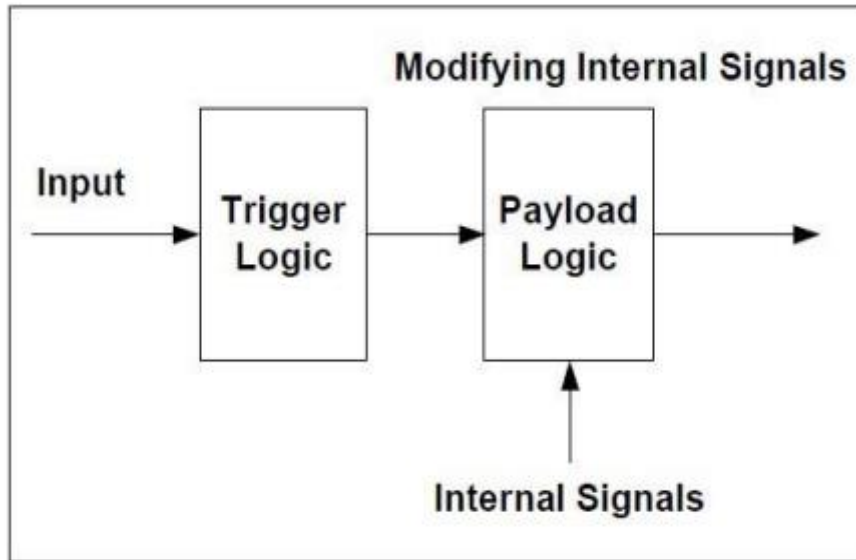 Modifying Internal Signals
Input
Trigger
Logic
Payload
Logic
Internal Signals